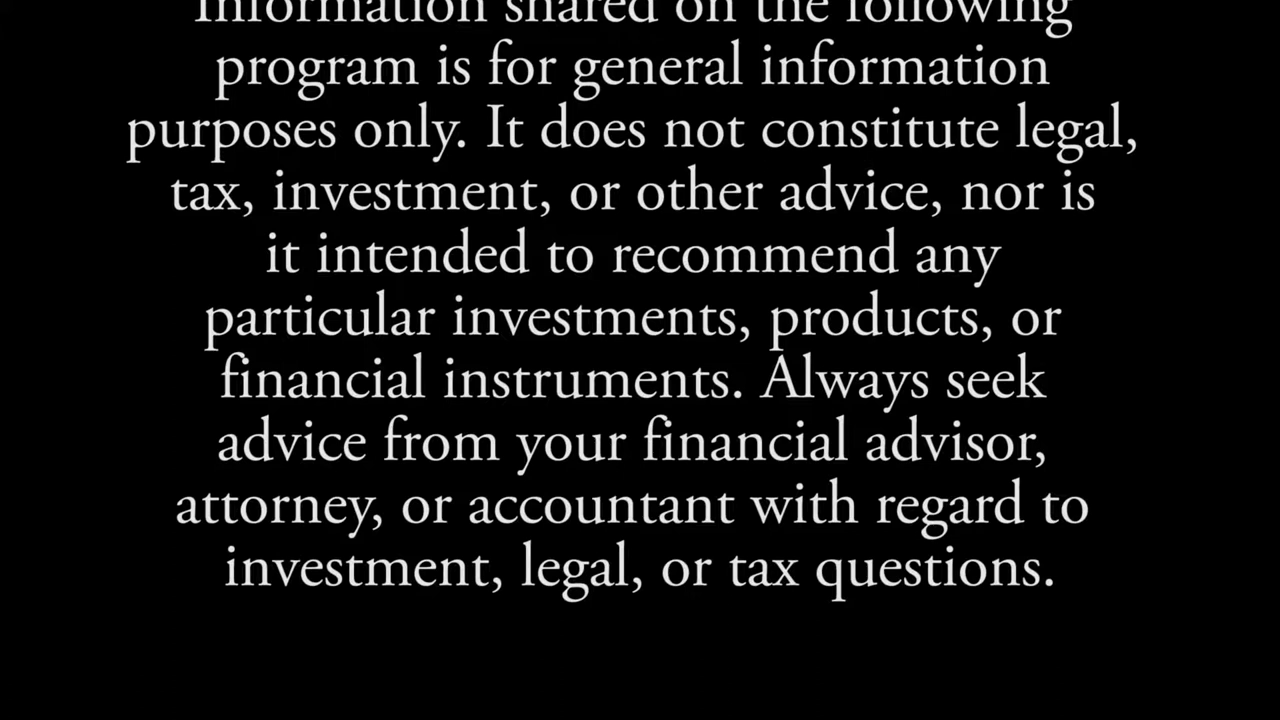 Information shared on the following
program is for general information
purposes only. It does not constitute legal,
tax, investment, or other advice, nor is
it intended to recommend any
particular investments, products, or
financial instruments. Always seek
advice from your financial advisor,
attorney, or accountant with regard to
investment, legal, or tax questions.